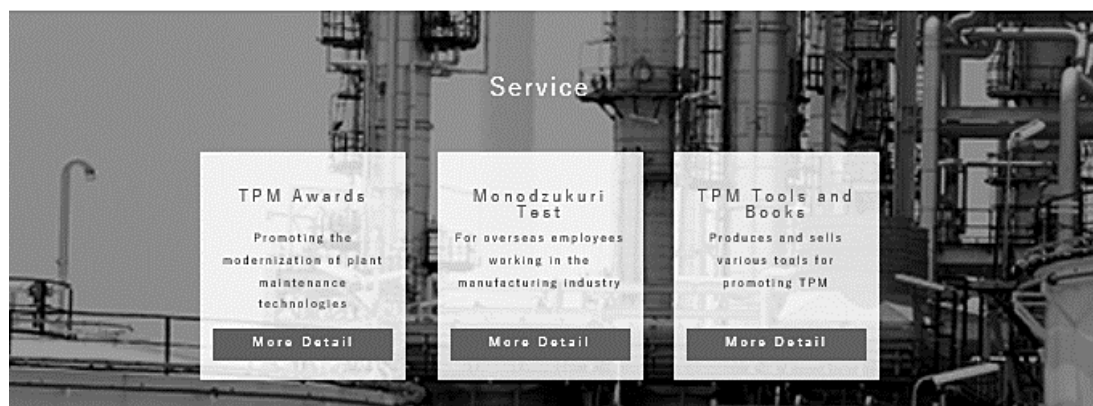 Service
TPM Awards
Promoting the
modernization of plant
maintenance
technologies
More Detail
Monodzukuri
Test
For overseas employees
working in the
manufacturing industry
More Detail
TPM Tools and
Books
Produces and sells
various tools for
promoting TPM
More Detail